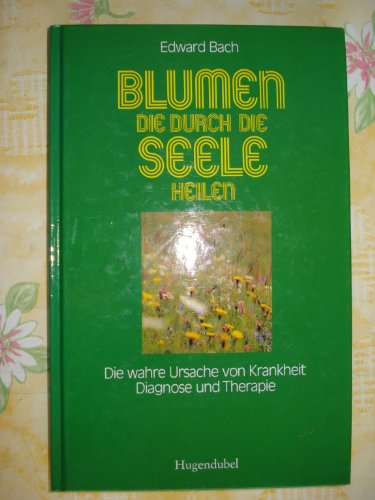 Edward Bach
BLUMEN
DIE DURCH DIE
SEELE
HEILEN
Die wahre Ursache von Krankheit
Diagnose und Therapie
Hugendubel